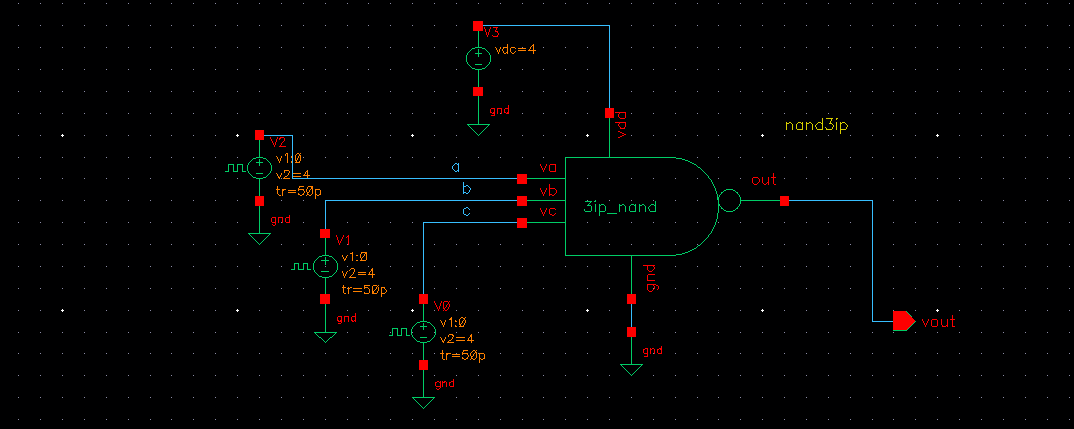 V3
vdc=4
gnd
vdd
nand3ip
V2
v1:0
v2=4
tr=50p
gnd
a
b
c
va
vb
vc
3ip_nand
out
V1
v1:0
v2=4
tr=50p
gnd
gnd
V0
v1:0
v2=4
tr=50p
gnd
gnd
vout